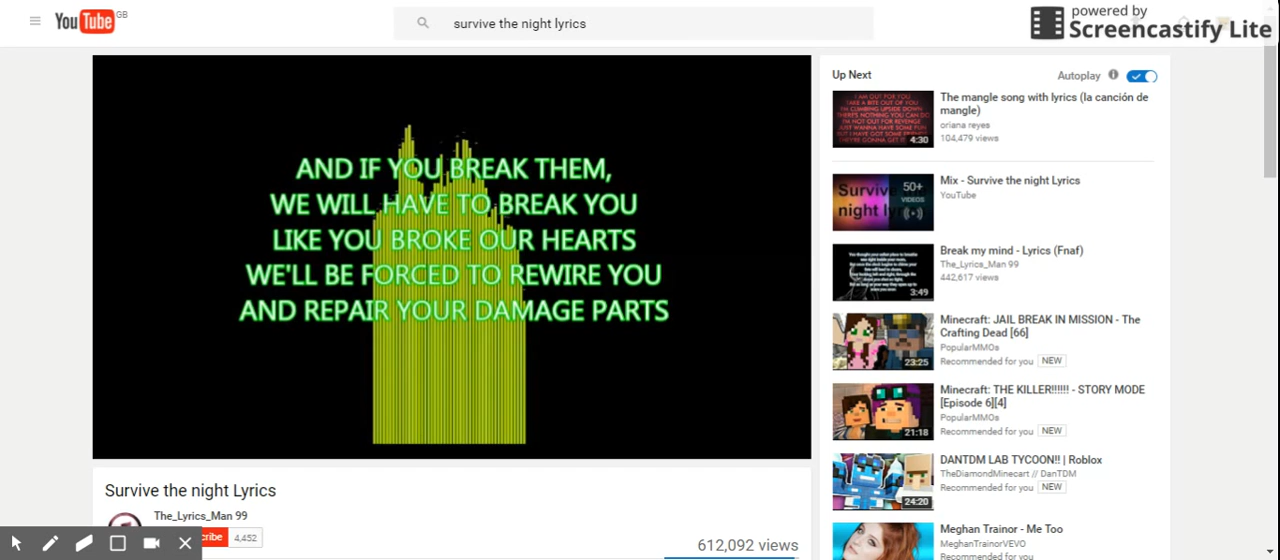 YouTube GB
survive the night lyrics
powered by
Screencastify Lite
AND IF YOU BREAK THEM,
WE WILL HAVE TO BREAK YOU
LIKE YOU BROKE OUR HEARTS
WE'LL BE FORCED TO REWIRE YOU
AND REPAIR YOUR DAMAGE PARTS
Survive the night Lyrics
The_Lyrics_Man 99
cribe 4,452
612,092 views
Up Next
Autoplay
The mangle song with lyrics (la canción de
mangle)
oriana reyes
104,479 views
4:30
Mix - Survive the night Lyrics
YouTube
Survive
night ly
50+
VIDEOS
Break my mind - Lyrics (Fnaf)
The_Lyrics_Man 99
442,617 views
3:49
Minecraft: JAIL BREAK IN MISSION - The
Crafting Dead [66]
PopularMMOs
Recommended for you NEW
23:25
Minecraft: THE KILLER!!!!!! - STORY MODE
[Episode 6][4]
PopularMMOs
Recommended for you NEW
21:18
DANTDM LAB TYCOON!! | Roblox
TheDiamondMinecart // DanTDM
Recommended for you NEW
24:20
Meghan Trainor - Me Too
MeghanTrainorVEVO
Recommended for you